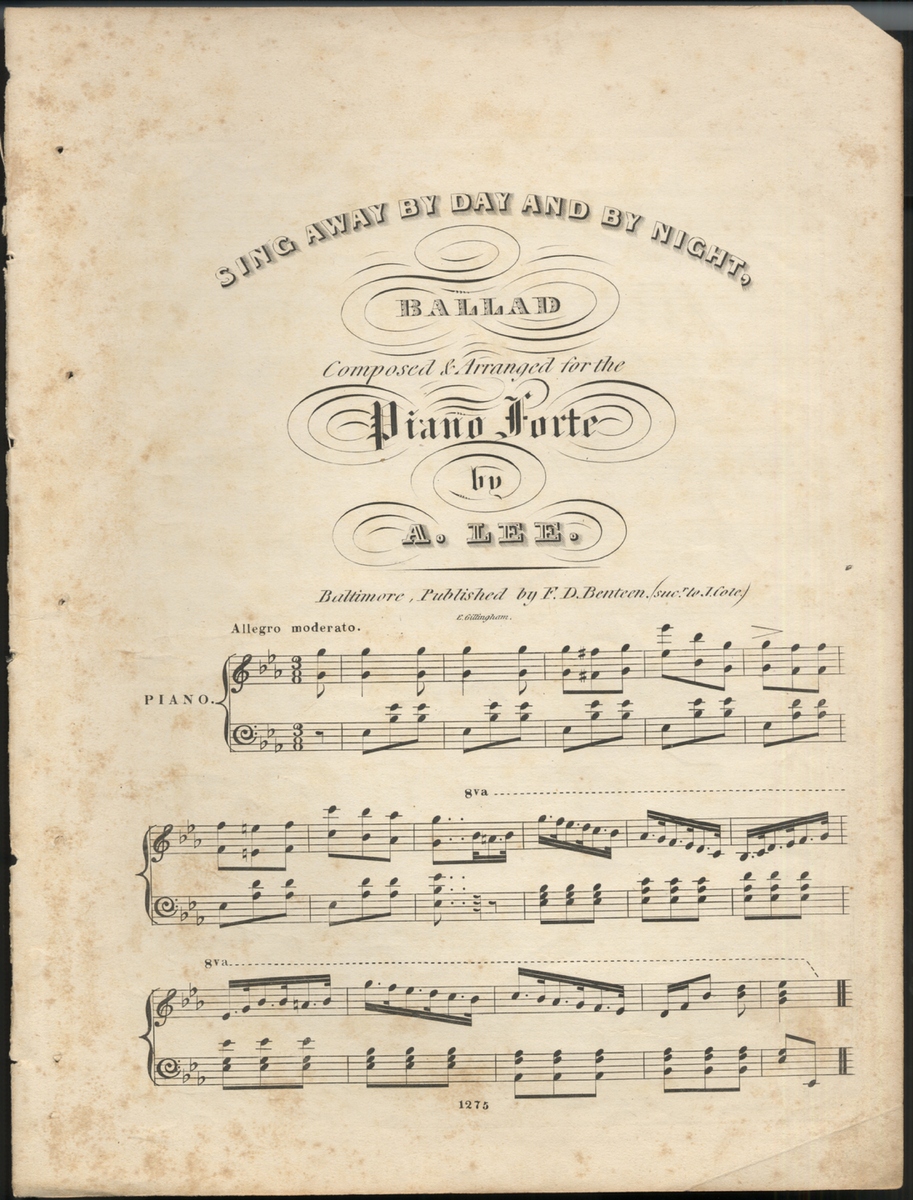 SING AWAY BY DAY AND BY NIGHT,
BALLAD
Composed & Arranged for the
Piano Forte
by
A. LEE.
Baltimore, Published by F. D. Benteen. (sucr. to J. Cole.)
E. Gillingham.
Allegro moderato.
PIANO.
8va
8va
1275